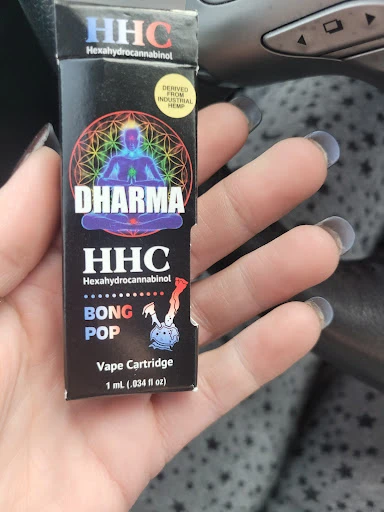 HHC
Hexahydrocannabinol
DERIVED
FROM
INDUSTRIAL
HEMP
DHARMA
HHC
Hexahydrocannabinol
BONG
POP
Vape Cartridge
1 mL (.034 fl oz)